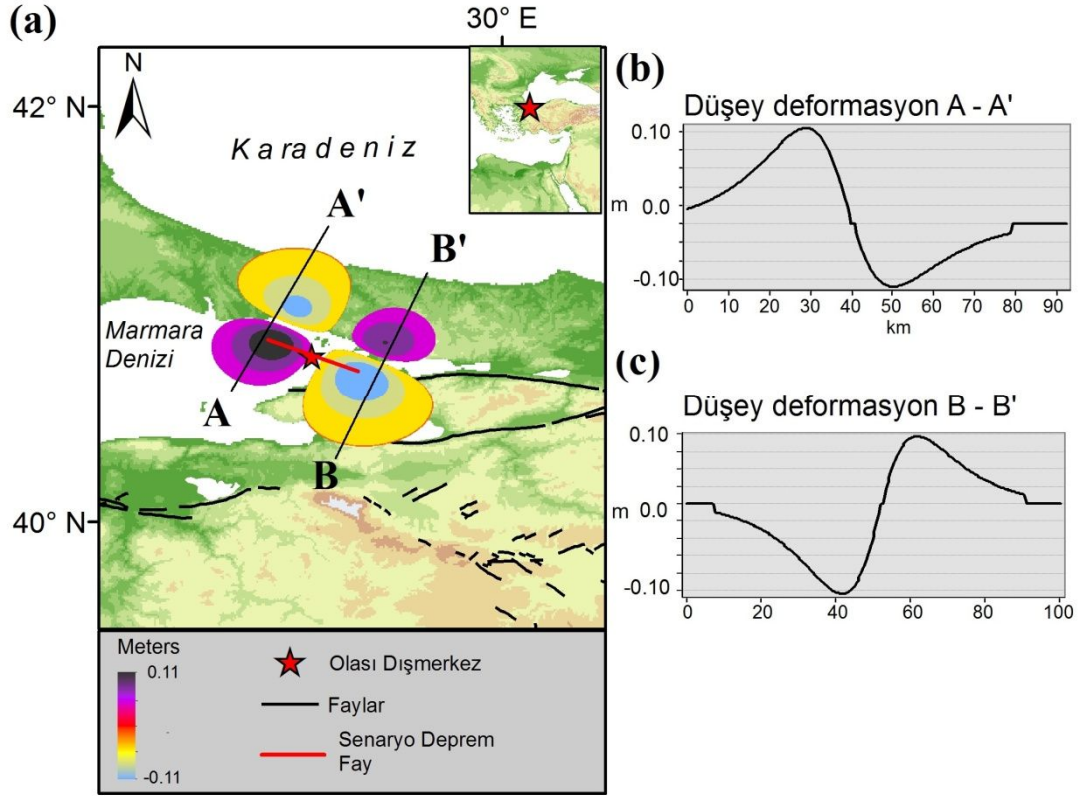 (a)
30° E
N
42° N
Karadeniz
A'
B'
Marmara
Denizi
A
B
40° N
Meters
0.11
-0.11
Olası Dışmerkez
Faylar
Senaryo Deprem
Fay
(b)
Düşey deformasyon A - A'
0.10
m
0.0
-0.10
0 10 20 30 40 50 60 70 80 90
km
(c)
Düşey deformasyon B - B'
0.10
m
0.0
-0.10
0 20 40 60 80 100